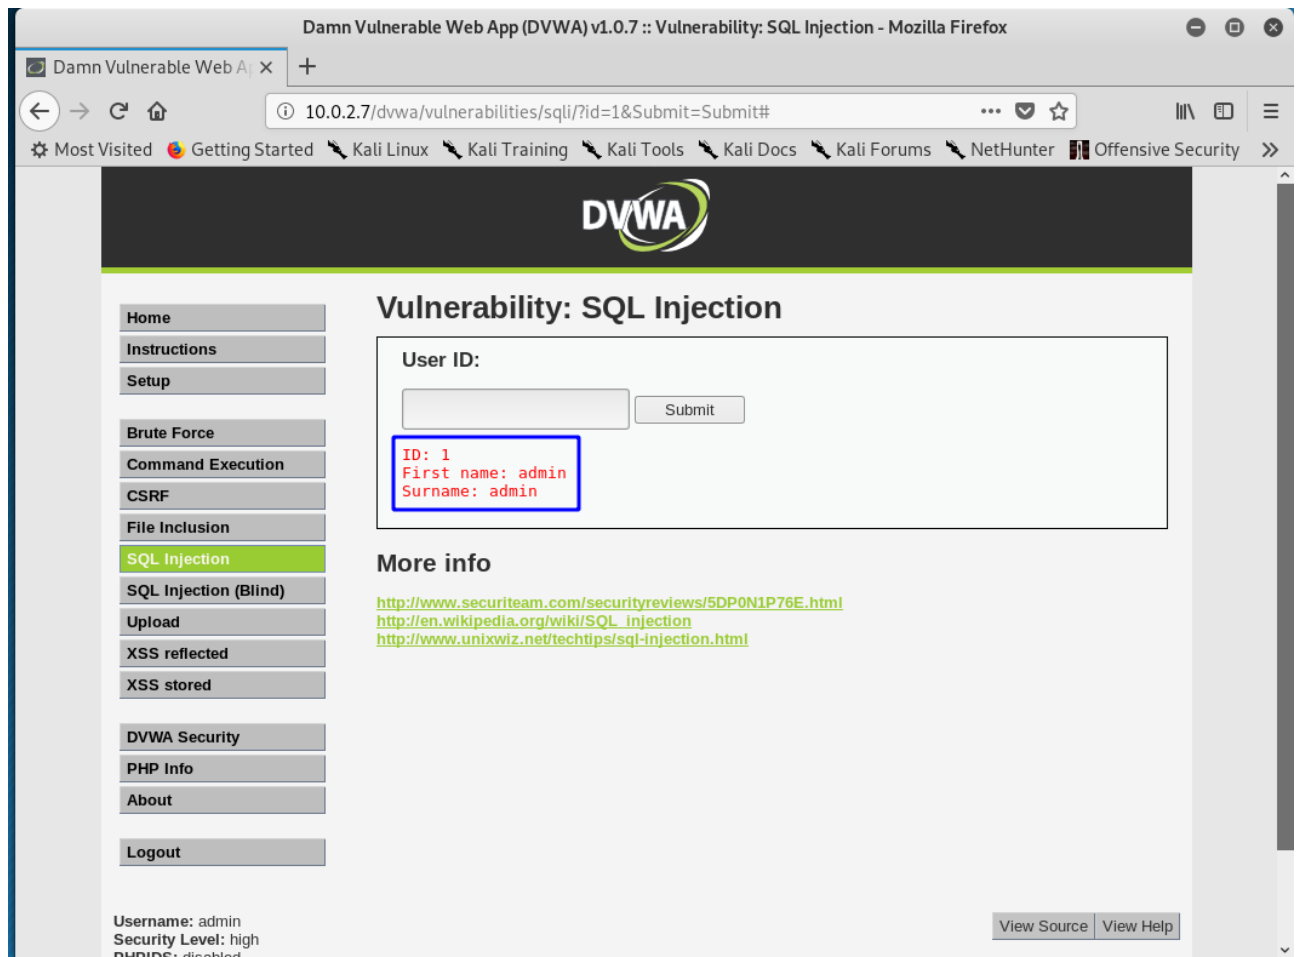 Damn Vulnerable Web App (DVWA) v1.0.7 :: Vulnerability: SQL Injection - Mozilla Firefox
Damn Vulnerable Web Ap
10.0.2.7/dvwa/vulnerabilities/sqli/?id=1&Submit=Submit#
Most Visited Getting Started Kali Linux Kali Training Kali Tools Kali Docs Kali Forums NetHunter Offensive Security
DVWA
Home
Instructions
Setup
Brute Force
Command Execution
CSRF
File Inclusion
SQL Injection
SQL Injection (Blind)
Upload
XSS reflected
XSS stored
DVWA Security
PHP Info
About
Logout
Vulnerability: SQL Injection
User ID:
Submit
ID: 1
First name: admin
Surname: admin
More info
http://www.securiteam.com/securityreviews/5DP0N1P76E.html
http://en.wikipedia.org/wiki/SQL_injection
http://www.unixwiz.net/techtips/sql-injection.html
Username: admin
Security Level: high
PHPIDS: disabled
View Source View Help